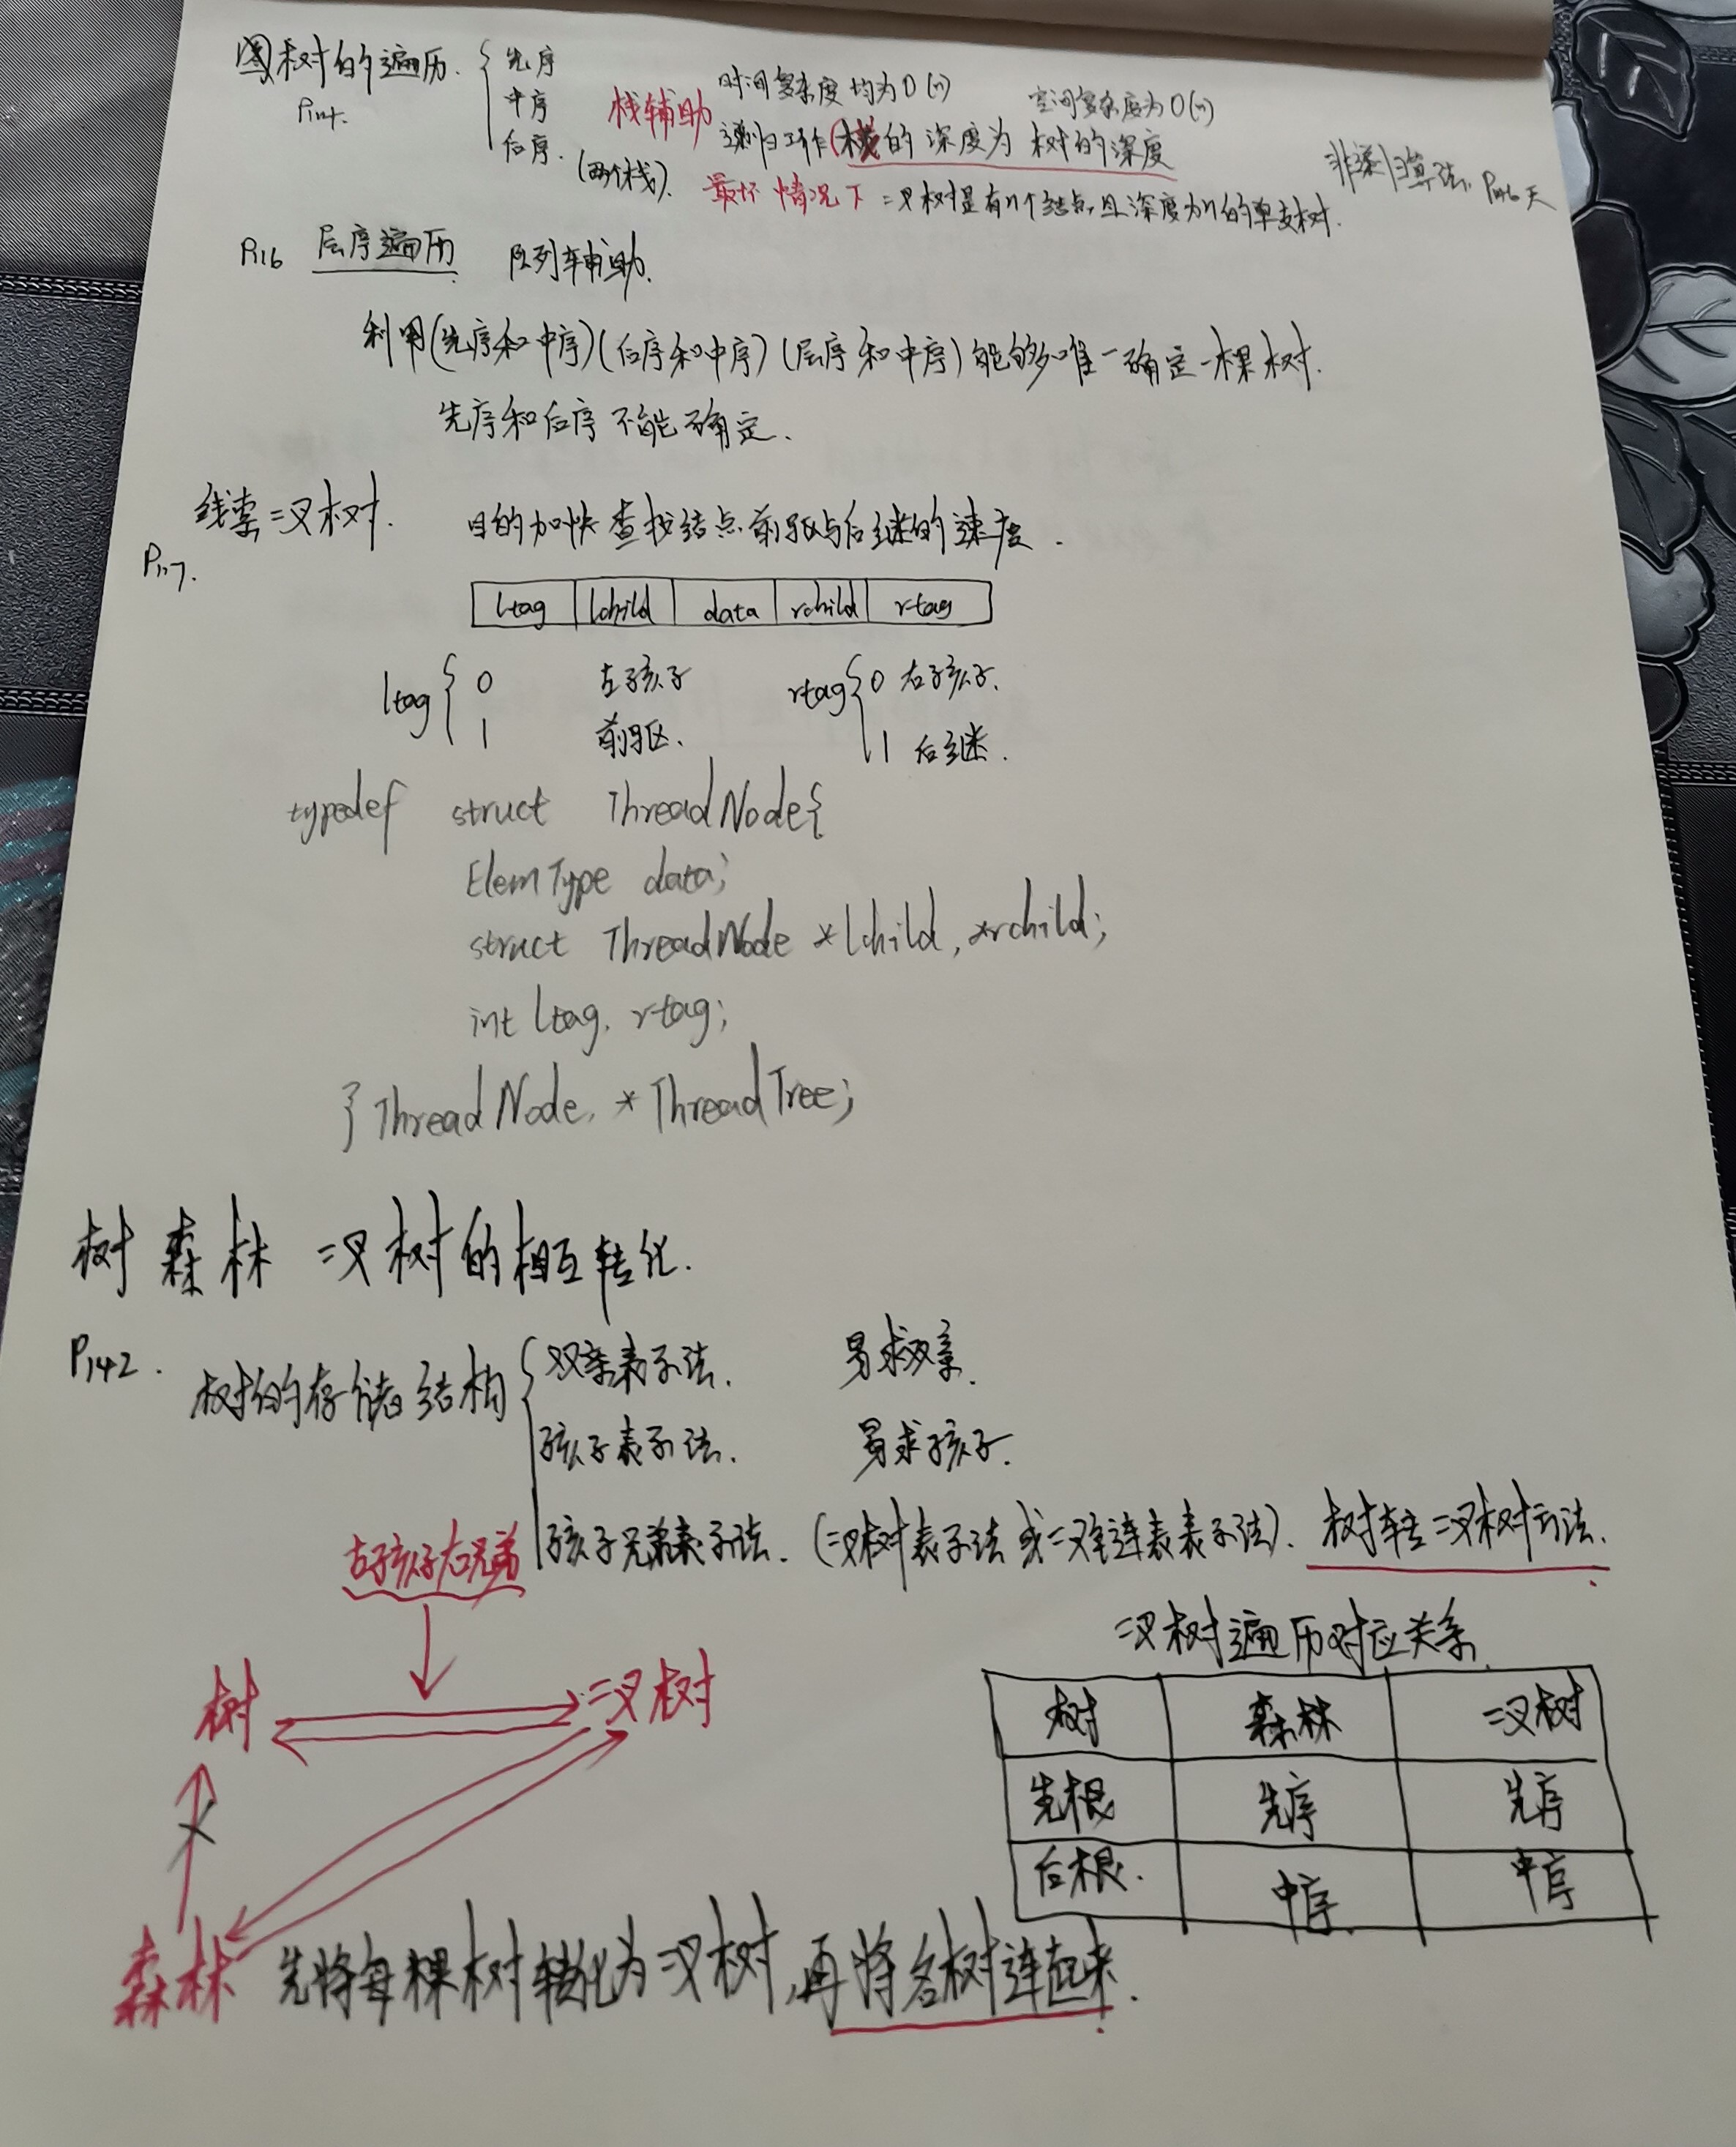 树的遍历. { 先序
中序
后序. (两个栈).
栈辅助
时间复杂度均为O(n) 空间复杂度为O(n)
递归工作(栈的深度为树的深度
非递归算法.
最坏情况下 二叉树是有n个结点,且深度为n的单支树.
P116 层序遍历 队列辅助.
利用(先序和中序)(后序和中序)(层序和中序)能够唯一确定一棵树.
先序和后序不能确定.
线索二叉树. 目的加快查找结点前驱与后继的速度.
P117.
ltag | lchild | data | rchild | rtag
ltag { 0 左孩子 rtag { 0 右孩子.
1 前驱. 1 后继.
typedef struct ThreadNode{
ElemType data;
struct ThreadNode *lchild, *rchild;
int ltag, rtag;
}ThreadNode, *ThreadTree;
树 森林 二叉树的相互转化.
P142. 树的存储结构 { 双亲表示法. 易求双亲.
孩子表示法. 易求孩子.
孩子兄弟表示法. (二叉树表示法或二叉链表表示法). 树转二叉树方法.
左孩子右兄弟
树 二叉树
森林
二叉树遍历对应关系
树 森林 二叉树
先根 先序 先序
后根. 中序. 中序
先将每棵树转化为二叉树,再将各树连起来.